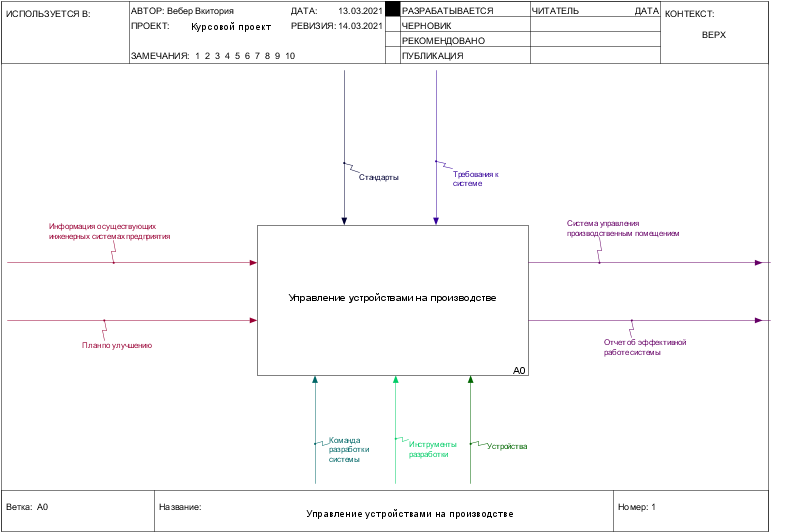 ИСПОЛЬЗУЕТСЯ В:
АВТОР: Вебер Вкитория
ДАТА: 13.03.2021
РАЗРАБАТЫВАЕТСЯ
ЧИТАТЕЛЬ
ДАТА
КОНТЕКСТ:
ПРОЕКТ: Курсовой проект
РЕВИЗИЯ: 14.03.2021
ЧЕРНОВИК
РЕКОМЕНДОВАНО
ВЕРХ
ЗАМЕЧАНИЯ: 1 2 3 4 5 6 7 8 9 10
ПУБЛИКАЦИЯ
Стандарты
Требования к
системе
Информация о существующих
инженерных системах предприятия
Система управления
производственным помещением
Управление устройствами на производстве
План по улучшению
Отчет об эффективной
работе системы
A0
Команда
разработки
системы
Инструменты
разработки
Устройства
Ветка: A0
Название:
Управление устройствами на производстве
Номер: 1